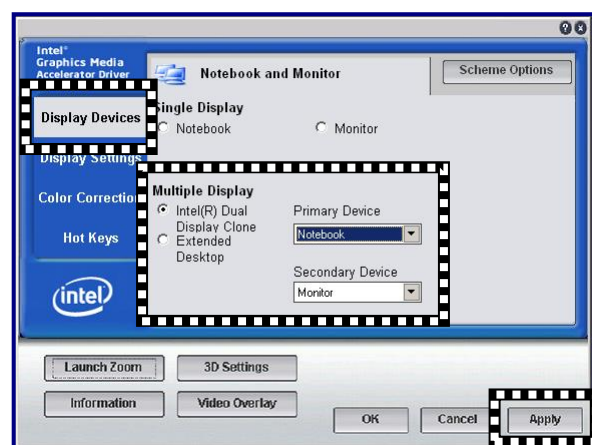 Intel®
Graphics Media
Accelerator Driver
Notebook and Monitor
Scheme Options
Display Devices
Single Display
Notebook
Monitor
Display Settings
Color Correction
Multiple Display
Intel(R) Dual
Display Clone
Extended
Desktop
Primary Device
Notebook
Hot Keys
Secondary Device
Monitor
intel
Launch Zoom
3D Settings
Information
Video Overlay
OK
Cancel
Apply